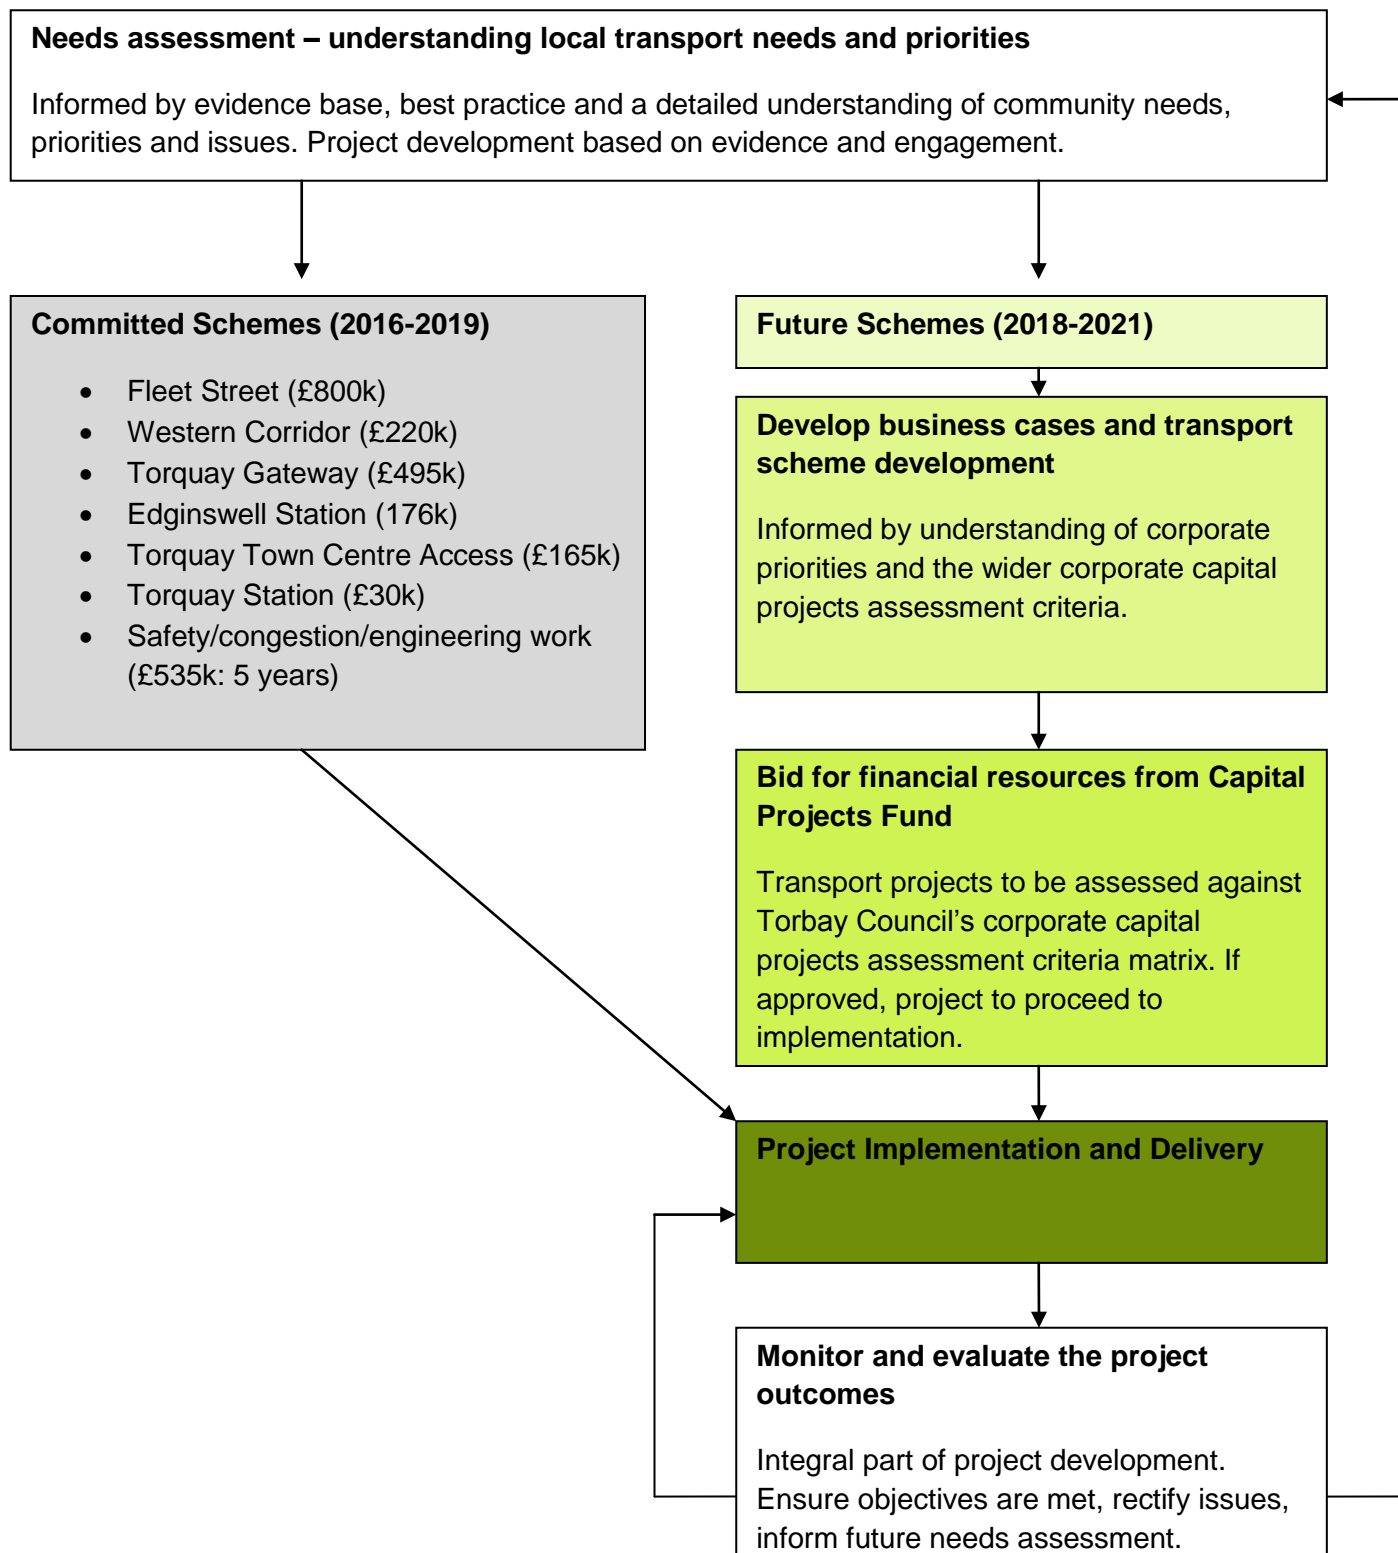 Needs assessment – understanding local transport needs and priorities
Informed by evidence base, best practice and a detailed understanding of community needs,
priorities and issues. Project development based on evidence and engagement.
Committed Schemes (2016-2019)
• Fleet Street (£800k)
• Western Corridor (£220k)
• Torquay Gateway (£495k)
• Edginswell Station (176k)
• Torquay Town Centre Access (£165k)
• Torquay Station (£30k)
• Safety/congestion/engineering work
(£535k: 5 years)
Future Schemes (2018-2021)
Develop business cases and transport
scheme development
Informed by understanding of corporate
priorities and the wider corporate capital
projects assessment criteria.
Bid for financial resources from Capital
Projects Fund
Transport projects to be assessed against
Torbay Council’s corporate capital
projects assessment criteria matrix. If
approved, project to proceed to
implementation.
Project Implementation and Delivery
Monitor and evaluate the project
outcomes
Integral part of project development.
Ensure objectives are met, rectify issues,
inform future needs assessment.